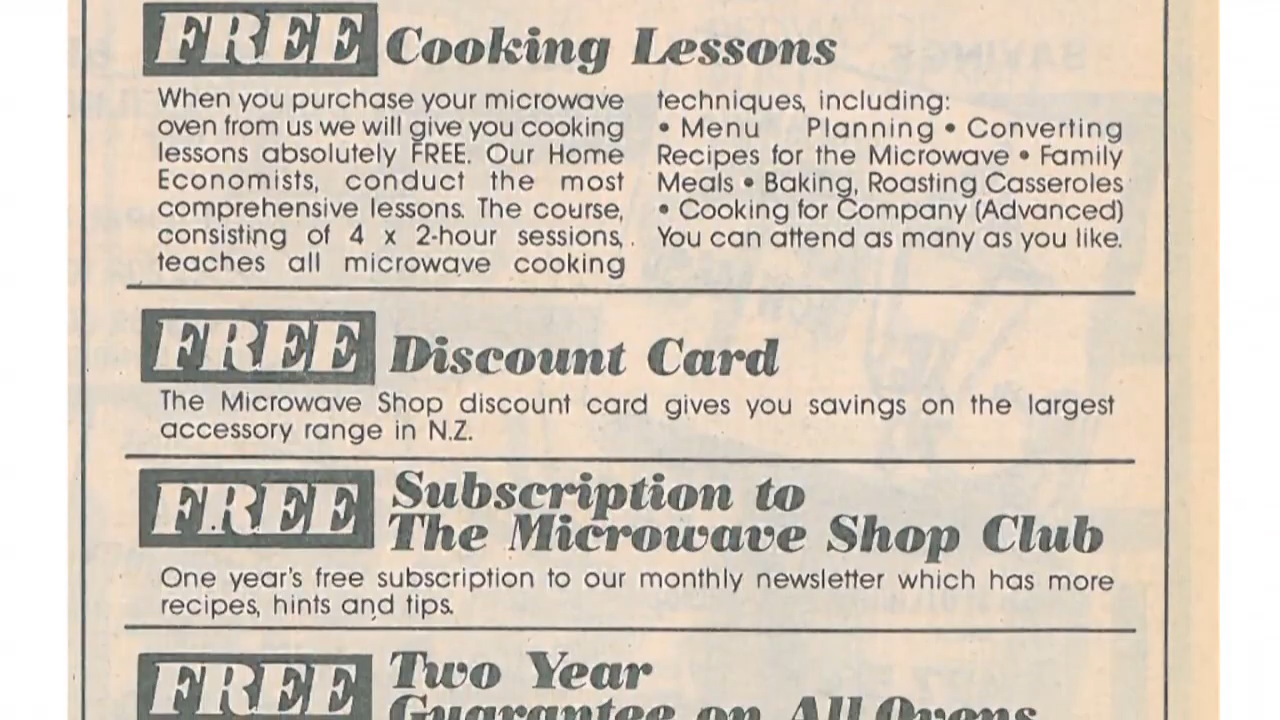 FREE Cooking Lessons
When you purchase your microwave
oven from us we will give you cooking
lessons absolutely FREE. Our Home
Economists, conduct the most
comprehensive lessons. The course,
consisting of 4 x 2-hour sessions,
teaches all microwave cooking
techniques, including:
• Menu Planning • Converting
Recipes for the Microwave • Family
Meals • Baking, Roasting Casseroles
• Cooking for Company (Advanced)
You can attend as many as you like.
FREE Discount Card
The Microwave Shop discount card gives you savings on the largest
accessory range in N.Z.
FREE Subscription to
The Microwave Shop Club
One year's free subscription to our monthly newsletter which has more
recipes, hints and tips.
FREE Two Year
Guarantee on All Ovens